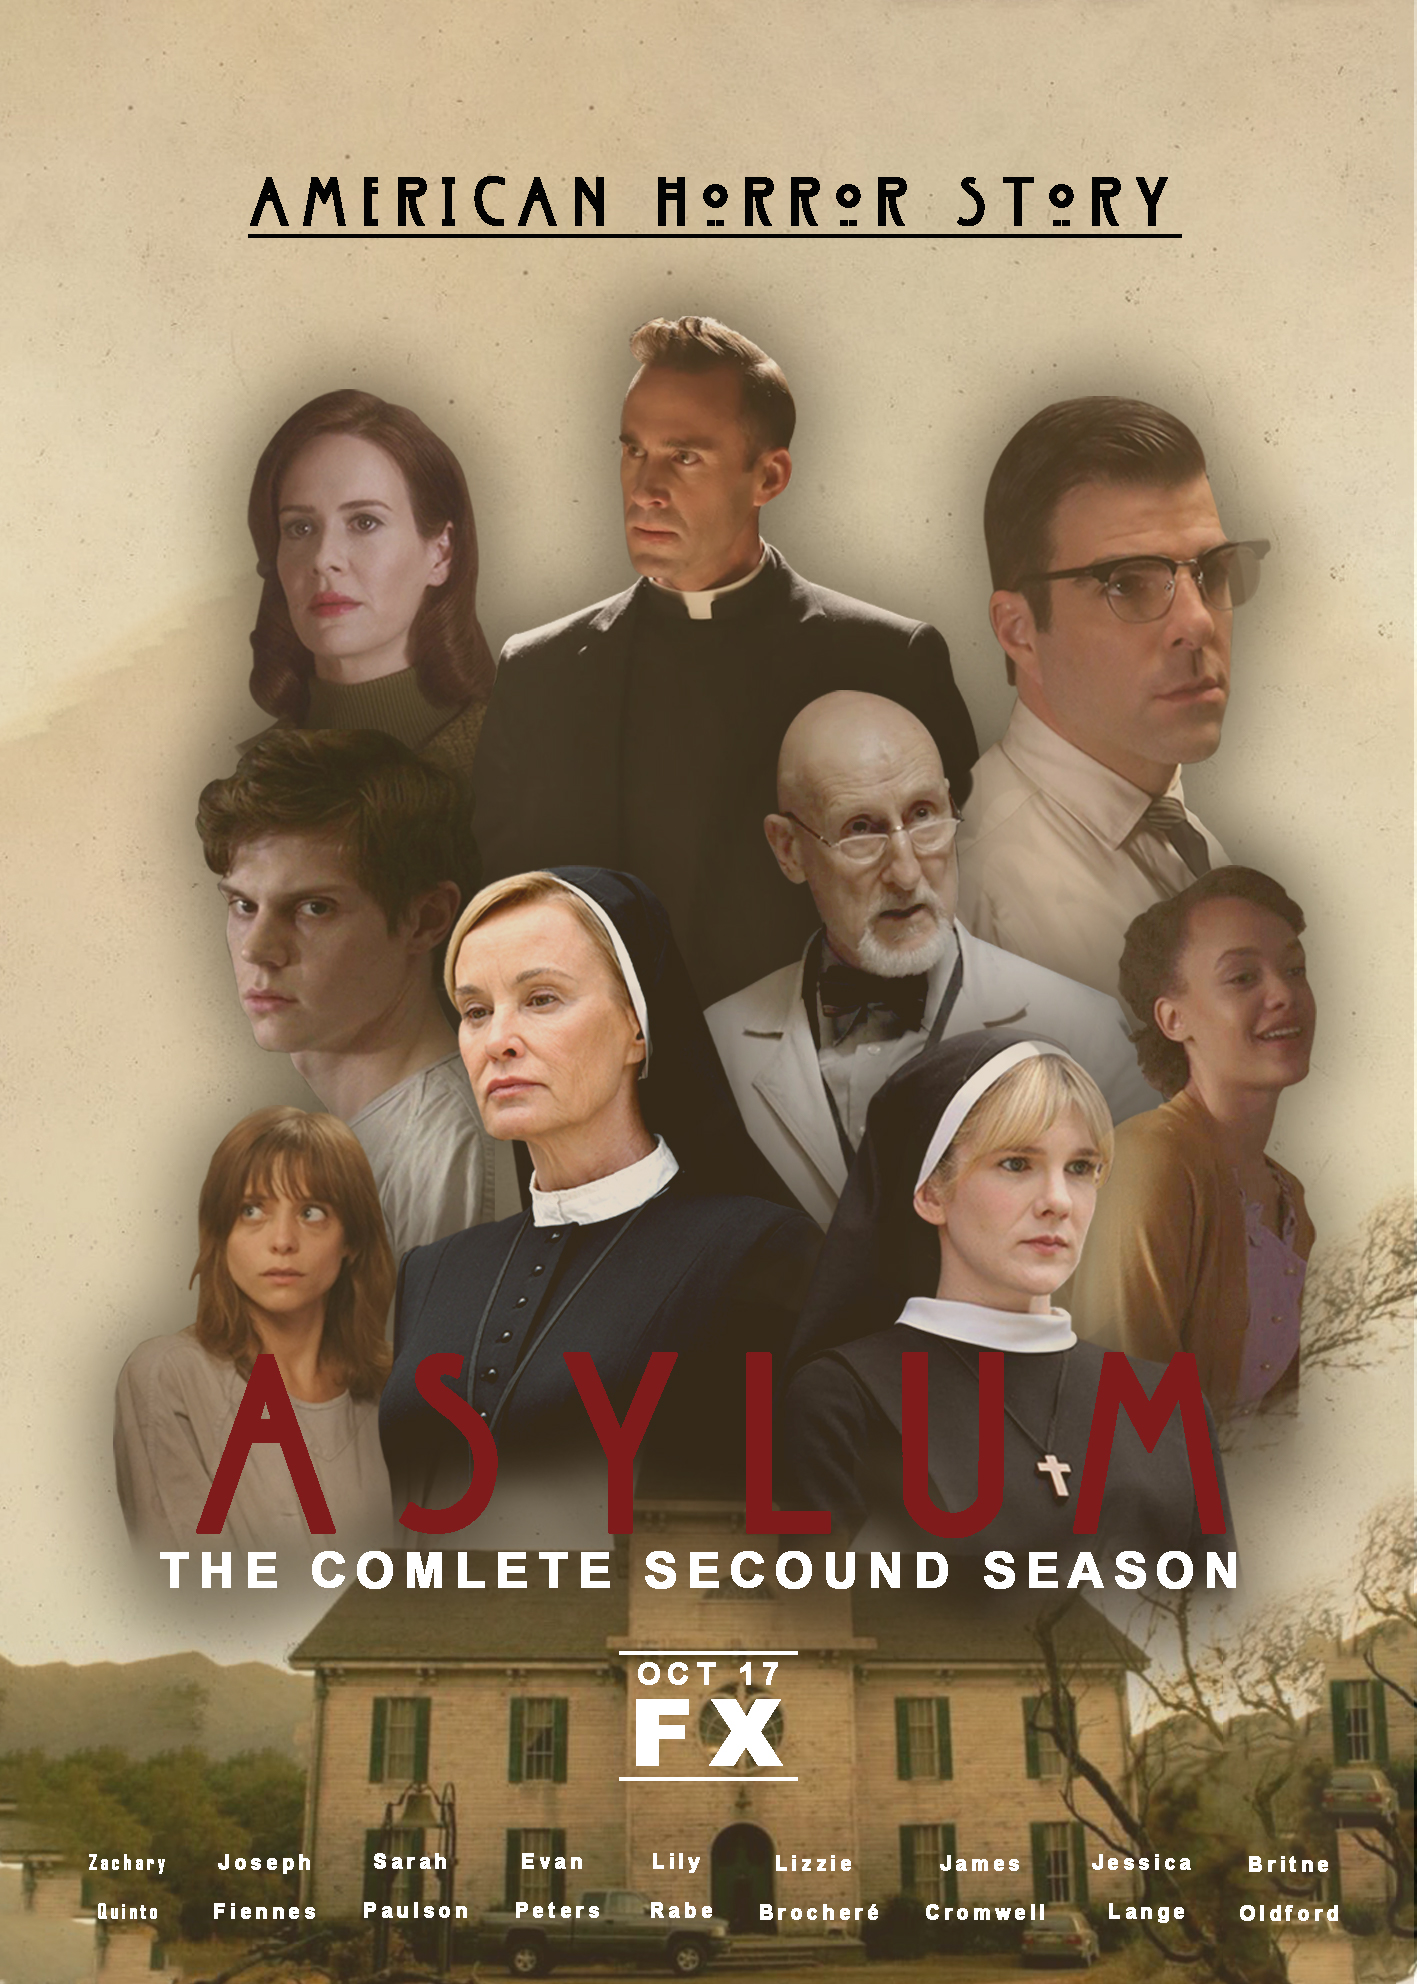 AMERICAN HORROR STORY
ASYLUM
THE COMLETE SECOUND SEASON
OCT 17
FX
Zachary Joseph Sarah Evan Lily Lizzie James Jessica Britne
Quinto Fiennes Paulson Peters Rabe Brocheré Cromwell Lange Oldford